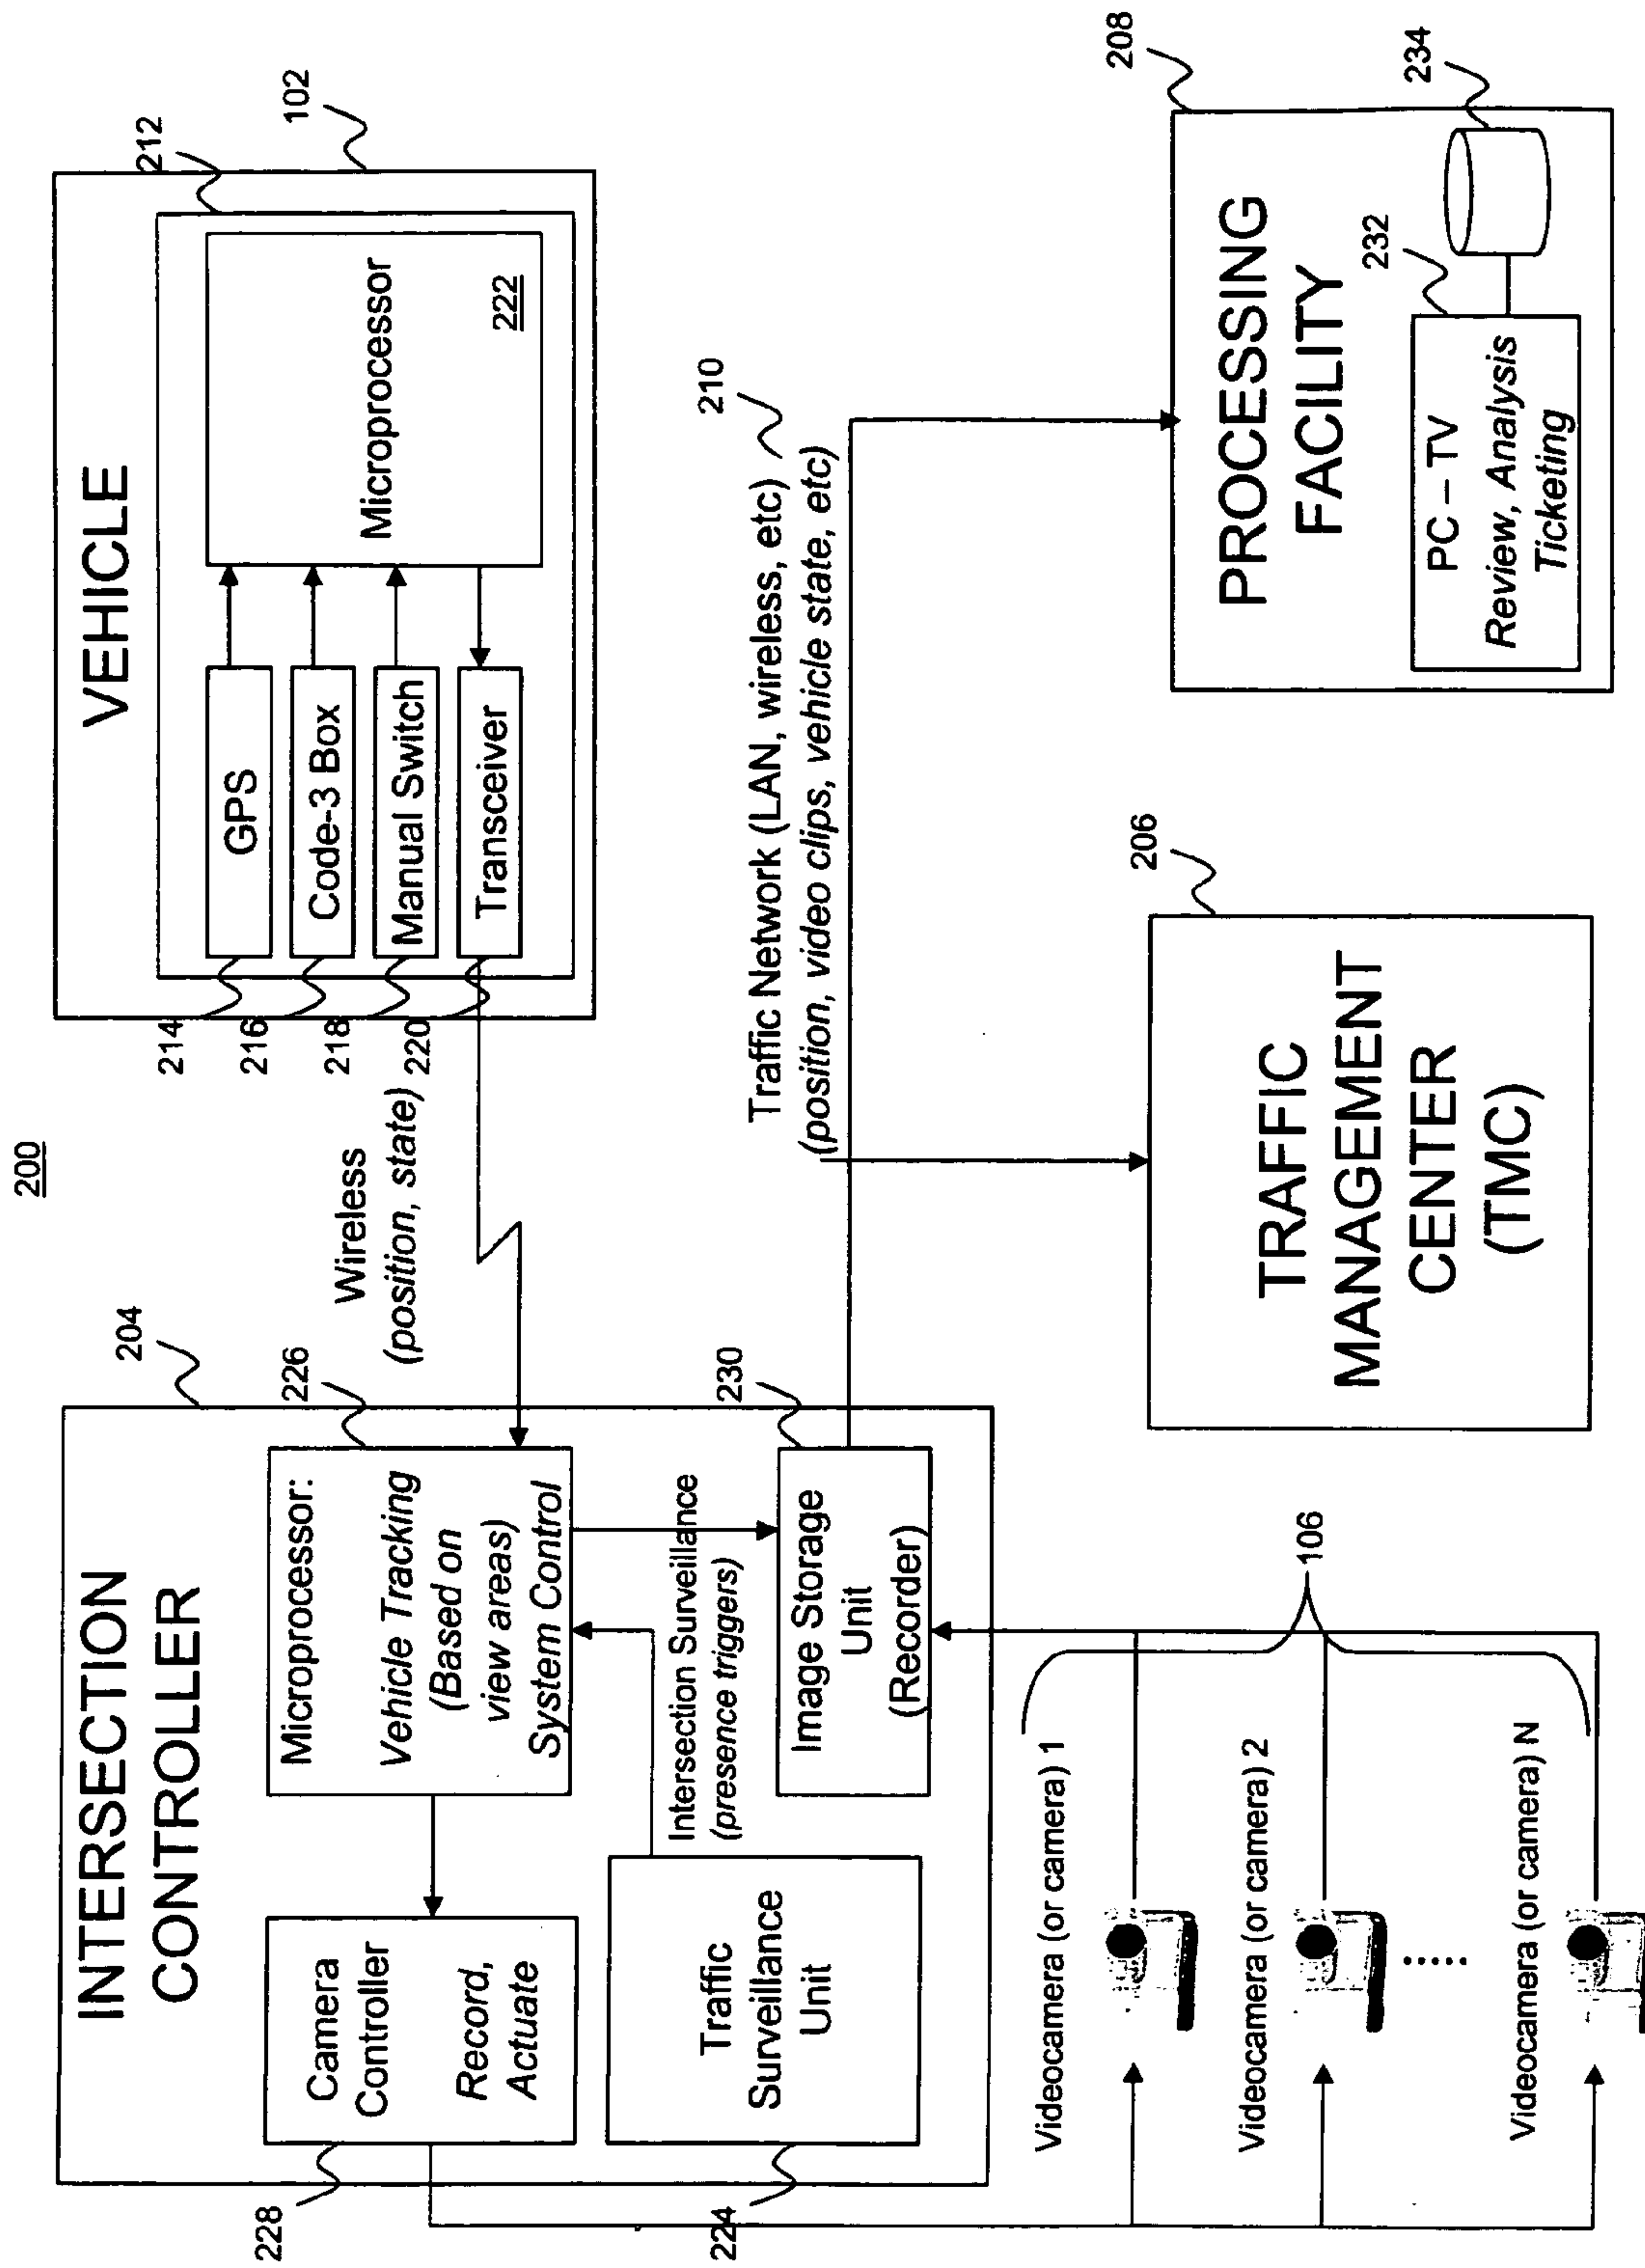 200
INTERSECTION
CONTROLLER
204
Camera
Controller
Record,
Actuate
228
Microprocessor:
Vehicle Tracking
(Based on
view areas)
System Control
226
Traffic
Surveillance
Unit
224
Intersection Surveillance
(presence triggers)
Image Storage
Unit
(Recorder)
230
Wireless
(position, state)
VEHICLE
102
212
GPS
Code-3 Box
Manual Switch
Transceiver
214
216
218
220
Microprocessor
222
Traffic Network (LAN, wireless, etc)
(position, video clips, vehicle state, etc)
210
Videocamera (or camera) 1
Videocamera (or camera) 2
.....
Videocamera (or camera) N
106
TRAFFIC
MANAGEMENT
CENTER
(TMC)
206
PROCESSING
FACILITY
208
PC – TV
Review, Analysis
Ticketing
232
234